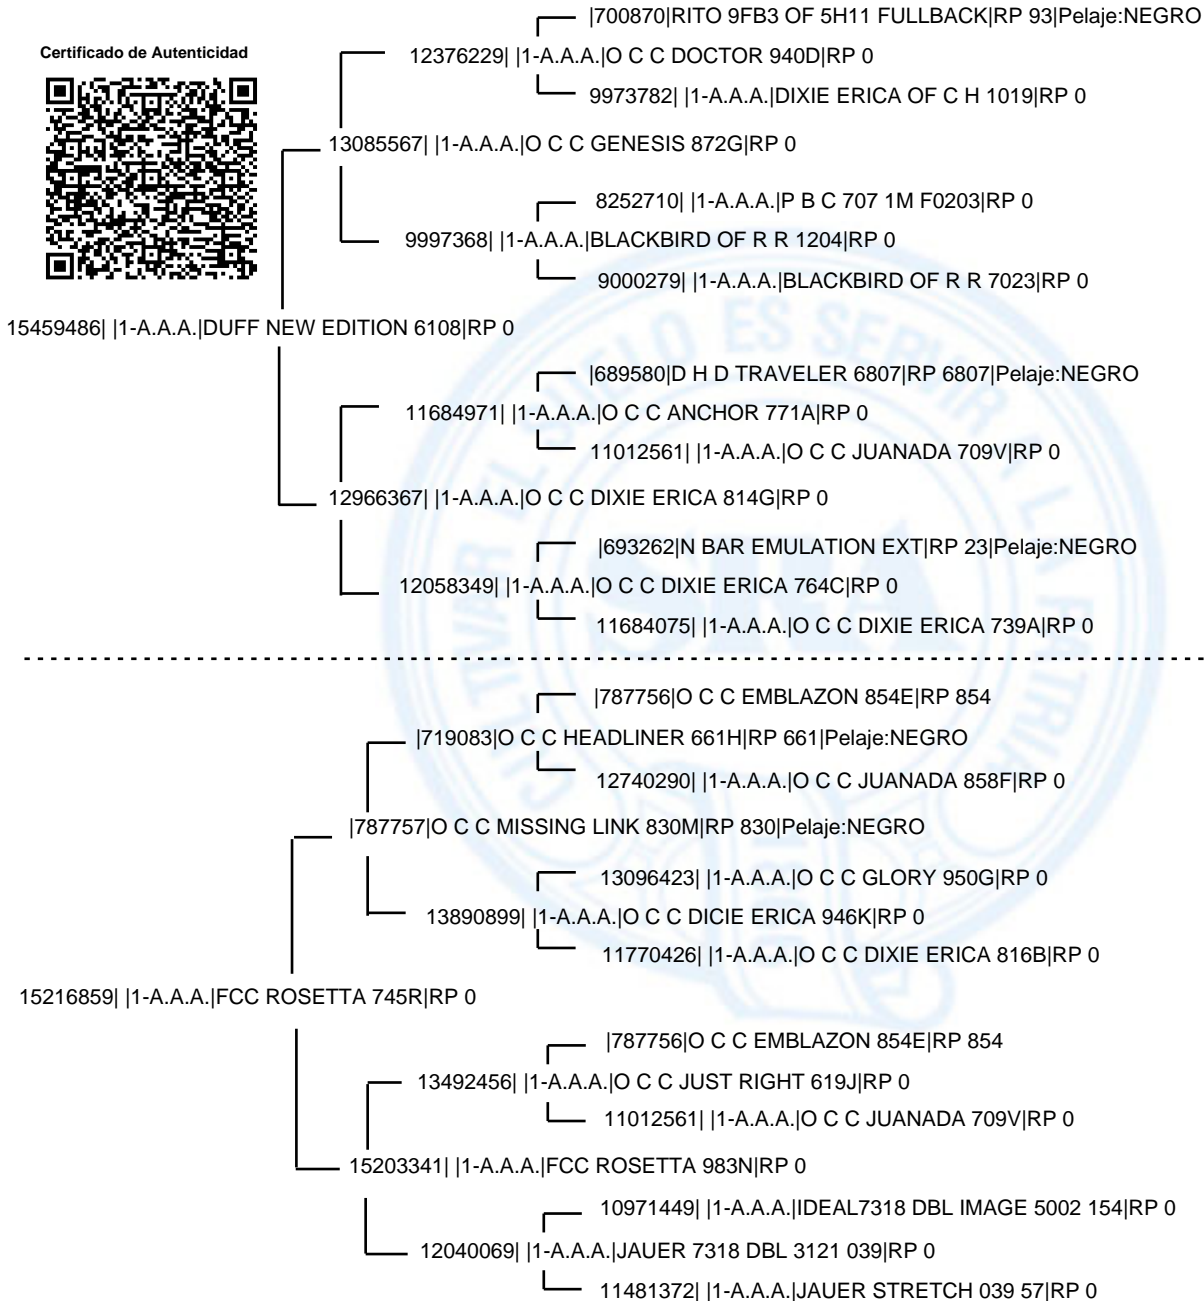 |700870|RITO 9FB3 OF 5H11 FULLBACK|RP 93|Pelaje:NEGRO
Certificado de Autenticidad
12376229| |1-A.A.A.|O C C DOCTOR 940D|RP 0
9973782| |1-A.A.A.|DIXIE ERICA OF C H 1019|RP 0
13085567| |1-A.A.A.|O C C GENESIS 872G|RP 0
8252710| |1-A.A.A.|P B C 707 1M F0203|RP 0
9997368| |1-A.A.A.|BLACKBIRD OF R R 1204|RP 0
9000279| |1-A.A.A.|BLACKBIRD OF R R 7023|RP 0
15459486| |1-A.A.A.|DUFF NEW EDITION 6108|RP 0
|689580|D H D TRAVELER 6807|RP 6807|Pelaje:NEGRO
11684971| |1-A.A.A.|O C C ANCHOR 771A|RP 0
11012561| |1-A.A.A.|O C C JUANADA 709V|RP 0
12966367| |1-A.A.A.|O C C DIXIE ERICA 814G|RP 0
|693262|N BAR EMULATION EXT|RP 23|Pelaje:NEGRO
12058349| |1-A.A.A.|O C C DIXIE ERICA 764C|RP 0
11684075| |1-A.A.A.|O C C DIXIE ERICA 739A|RP 0
|787756|O C C EMBLAZON 854E|RP 854
|719083|O C C HEADLINER 661H|RP 661|Pelaje:NEGRO
12740290| |1-A.A.A.|O C C JUANADA 858F|RP 0
|787757|O C C MISSING LINK 830M|RP 830|Pelaje:NEGRO
13096423| |1-A.A.A.|O C C GLORY 950G|RP 0
13890899| |1-A.A.A.|O C C DICIE ERICA 946K|RP 0
11770426| |1-A.A.A.|O C C DIXIE ERICA 816B|RP 0
15216859| |1-A.A.A.|FCC ROSETTA 745R|RP 0
|787756|O C C EMBLAZON 854E|RP 854
13492456| |1-A.A.A.|O C C JUST RIGHT 619J|RP 0
11012561| |1-A.A.A.|O C C JUANADA 709V|RP 0
15203341| |1-A.A.A.|FCC ROSETTA 983N|RP 0
10971449| |1-A.A.A.|IDEAL7318 DBL IMAGE 5002 154|RP 0
12040069| |1-A.A.A.|JAUER 7318 DBL 3121 039|RP 0
11481372| |1-A.A.A.|JAUER STRETCH 039 57|RP 0
CULTIVAR EL SUELO ES SERVIR A LA PATRIA
SRA
1866